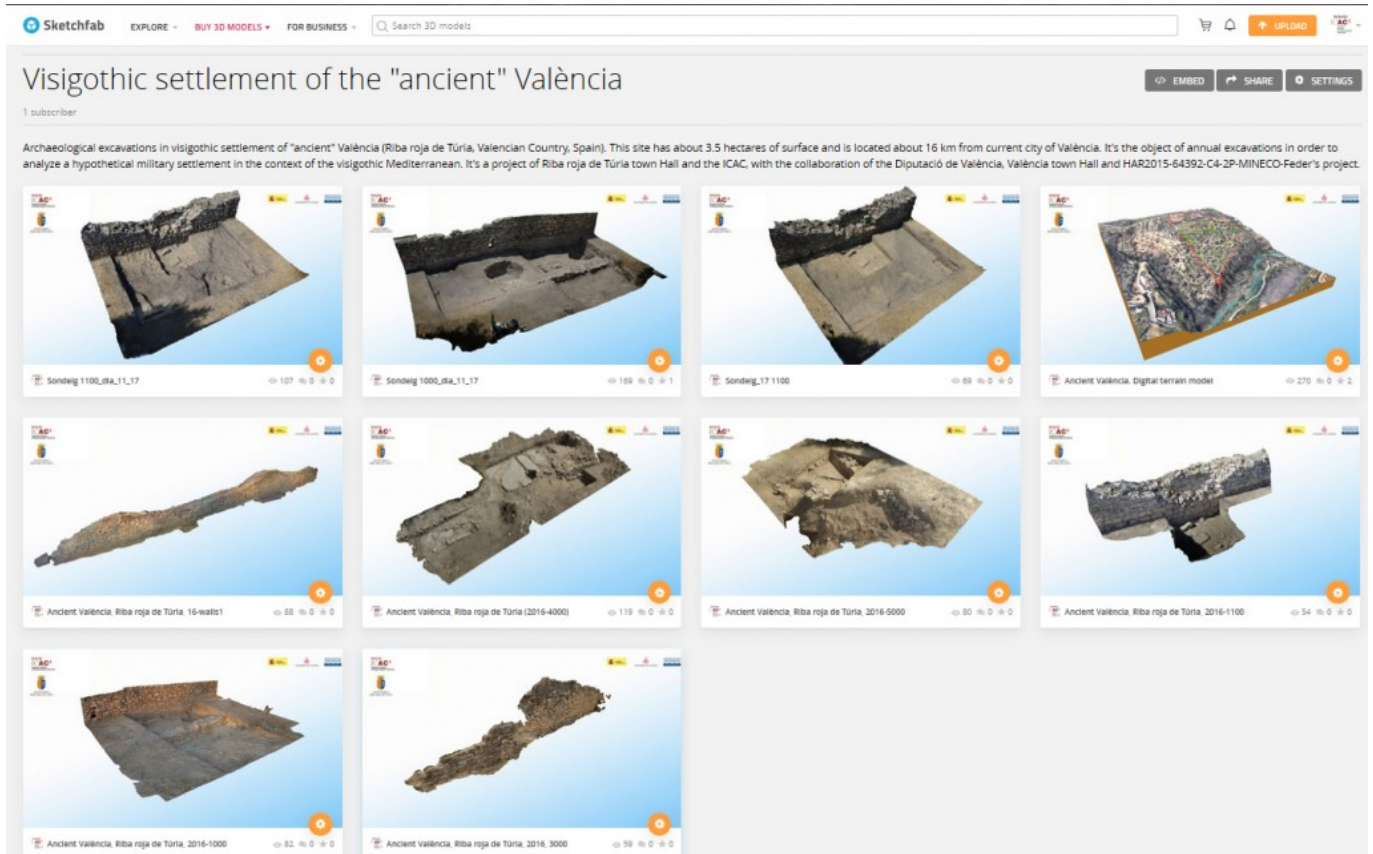 Sketchfab EXPLORE BUY 3D MODELS FOR BUSINESS Search 3D models UPLOAD
Visigothic settlement of the "ancient" València
EMBED SHARE SETTINGS
1 subscriber
Archaeological excavations in visigothic settlement of "ancient" València (Riba roja de Túria, Valencian Country, Spain). This site has about 3.5 hectares of surface and is located about 16 km from current city of València. It's the object of annual excavations in order to
analyze a hypothetical military settlement in the context of the visigothic Mediterranean. It's a project of Riba roja de Túria town Hall and the ICAC, with the collaboration of the Diputació de València, València town Hall and HAR2015-64392-C4-2P-MINECO-Feder's project.
Sondeig 1100_dia_11_17 107 0 0
Sondeig 1000_dia_11_17 169 0 1
Sondeig_17 1100 69 0 0
Ancient València. Digital terrain model 270 0 2
Ancient València, Riba roja de Túria, 16-walls1 88 0 0
Ancient València, Riba roja de Túria (2016-4000) 119 0 0
Ancient València, Riba roja de Túria, 2016-5000 80 0 0
Ancient València, Riba roja de Túria, 2016-1100 54 0 0
Ancient València, Riba roja de Túria, 2016-1000 82 0 0
Ancient València, Riba roja de Túria, 2016_3000 59 0 0